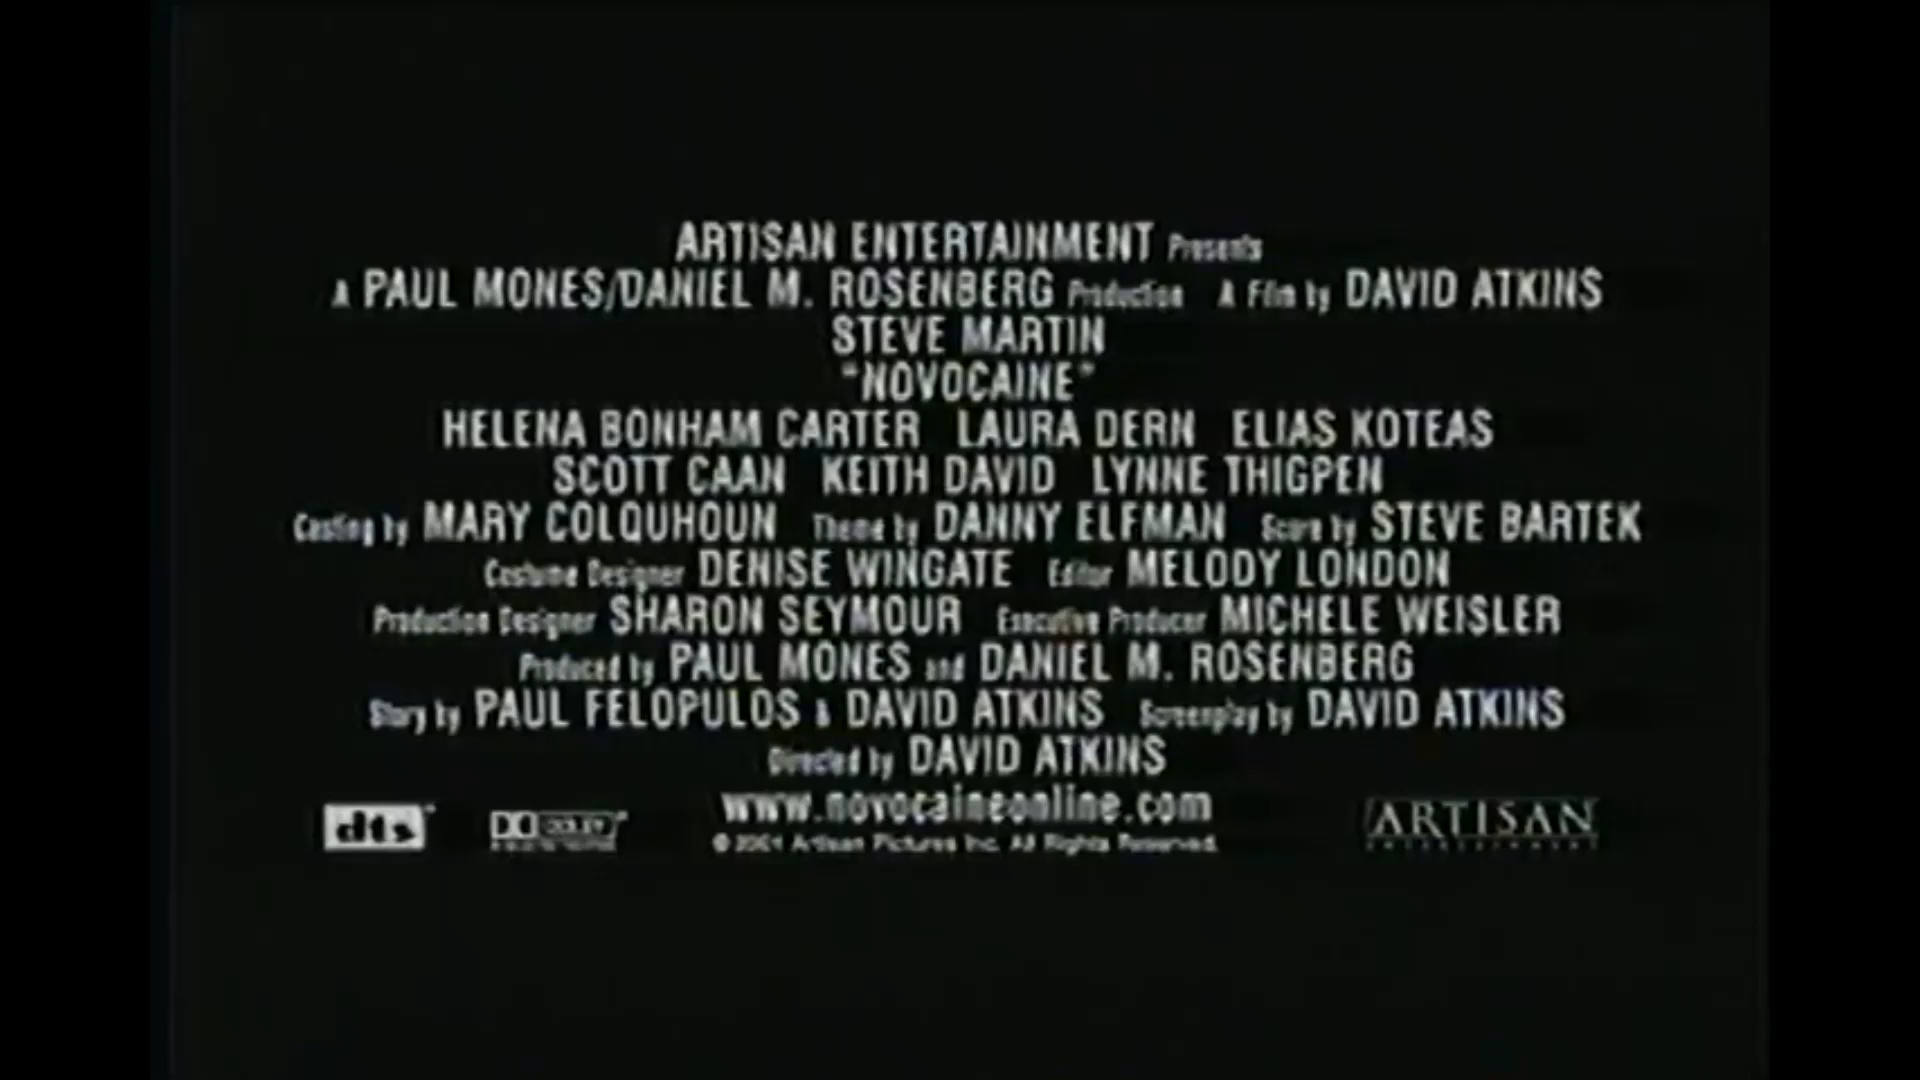 ARTISAN ENTERTAINMENT Presents
A PAUL MONES/DANIEL M. ROSENBERG Production A Film by DAVID ATKINS
STEVE MARTIN
"NOVOCAINE"
HELENA BONHAM CARTER LAURA DERN ELIAS KOTEAS
SCOTT CAAN KEITH DAVID LYNNE THIGPEN
Casting by MARY COLQUHOUN Theme by DANNY ELFMAN Score by STEVE BARTEK
Costume Designer DENISE WINGATE Editor MELODY LONDON
Production Designer SHARON SEYMOUR Executive Producer MICHELE WEISLER
Produced by PAUL MONES and DANIEL M. ROSENBERG
Story by PAUL FELOPULOS & DAVID ATKINS Screenplay by DAVID ATKINS
Directed by DAVID ATKINS
www.novocaineonline.com
dts DOLBY © 2001 Artisan Pictures Inc. All Rights Reserved. ARTISAN
ENTERTAINMENT